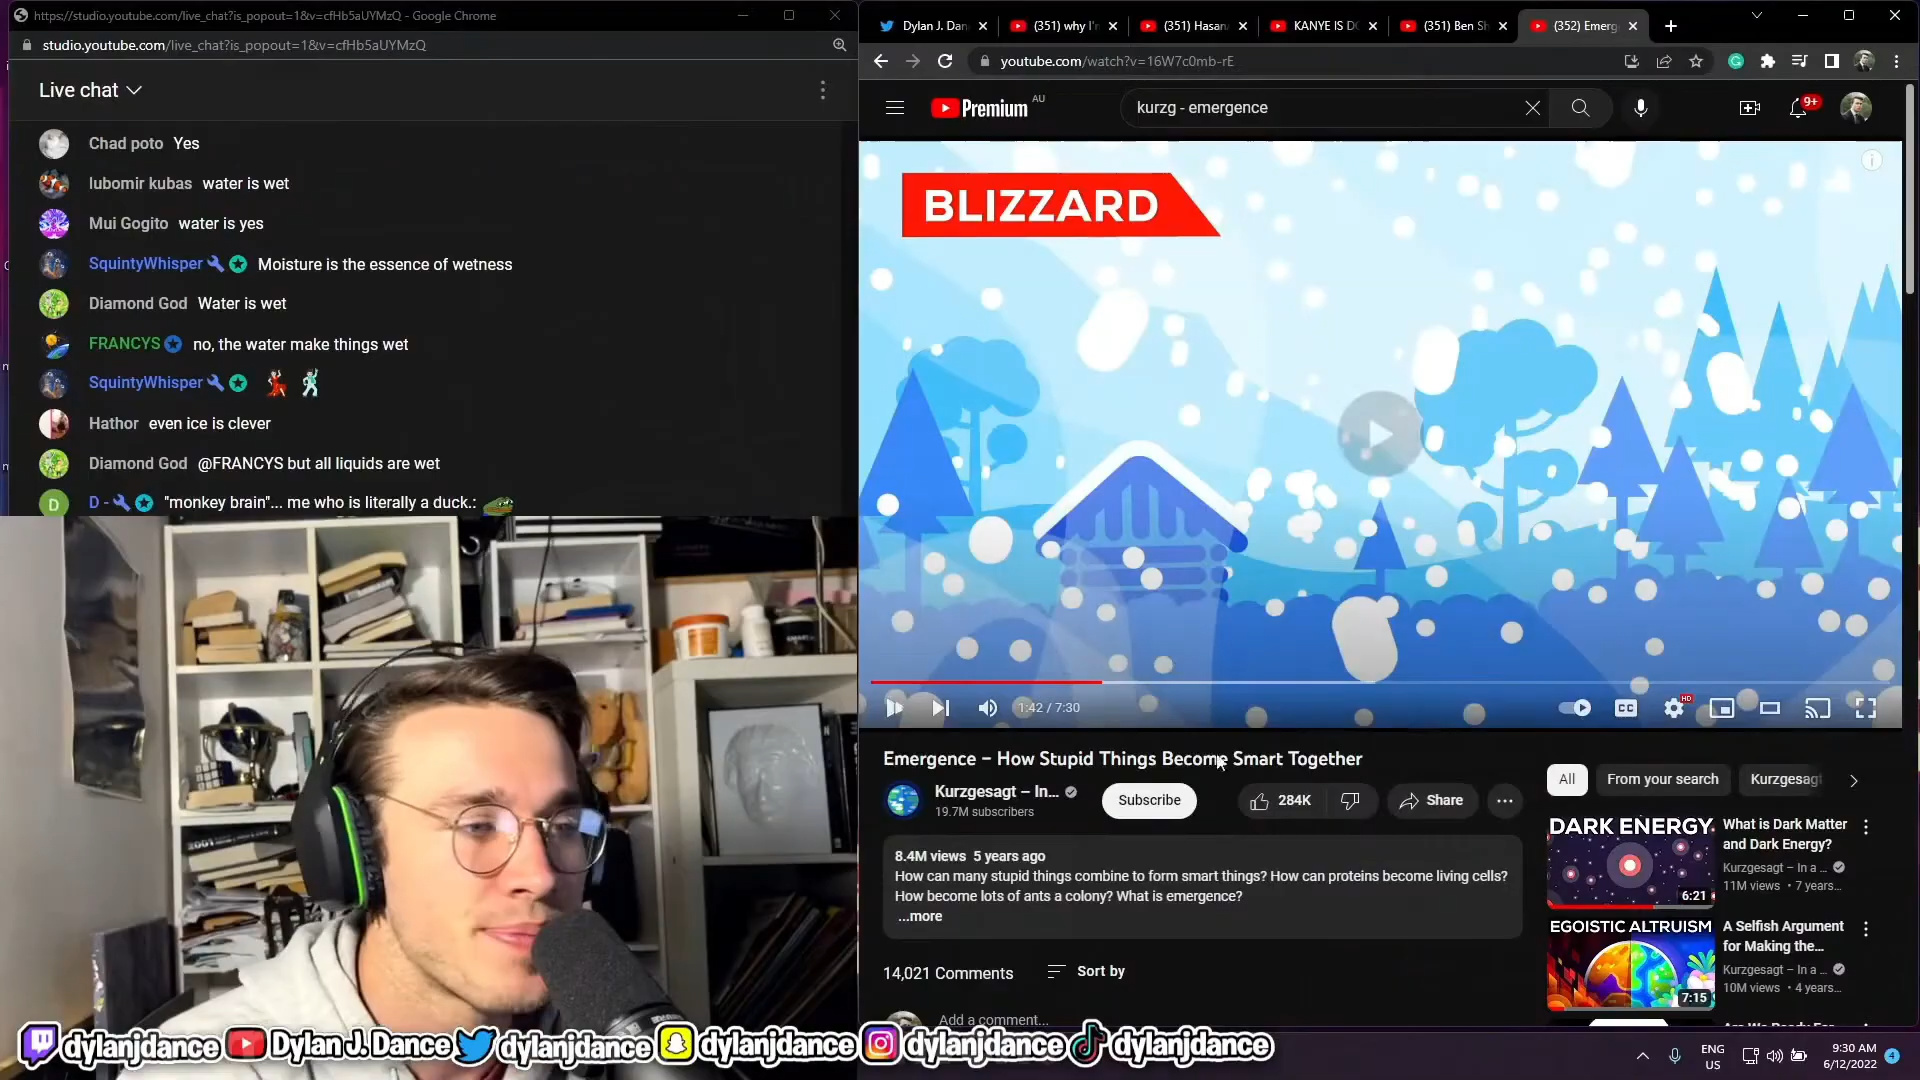 https://studio.youtube.com/live_chat?is_popout=1&v=cfHb5aUYMzQ - Google Chrome
studio.youtube.com/live_chat?is_popout=1&v=cfHb5aUYMzQ
Live chat
Chad poto Yes
lubomir kubas water is wet
Mui Gogito water is yes
SquintyWhisper Moisture is the essence of wetness
Diamond God Water is wet
FRANCYS no, the water make things wet
SquintyWhisper
Hathor even ice is clever
Diamond God @FRANCYS but all liquids are wet
D
D - "monkey brain"... me who is literally a duck.:
Dylan J. Dan
(351) why I'm
(351) Hasan
KANYE IS DO
(351) Ben Sh
(352) Emerg
youtube.com/watch?v=16W7c0mb-rE
Premium AU
kurzg - emergence
9+
BLIZZARD
1:42 / 7:30
CC
HD
Emergence – How Stupid Things Become Smart Together
Kurzgesagt – In...
19.7M subscribers
Subscribe
284K
Share
8.4M views 5 years ago
How can many stupid things combine to form smart things? How can proteins become living cells?
How become lots of ants a colony? What is emergence?
...more
14,021 Comments
Sort by
Add a comment...
All
From your search
Kurzgesagt
DARK ENERGY
6:21
What is Dark Matter
and Dark Energy?
Kurzgesagt – In a ...
11M views • 7 years...
EGOISTIC ALTRUISM
7:15
A Selfish Argument
for Making the...
Kurzgesagt – In a ...
10M views • 4 years...
dylanjdance
Dylan J. Dance
dylanjdance
dylanjdance
dylanjdance
dylanjdance
ENG
US
9:30 AM
6/12/2022
4